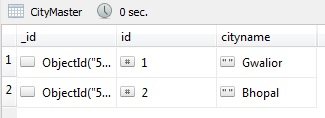 CityMaster 0 sec.
_id id cityname
1 ObjectId("5... # 1 "" Gwalior
2 ObjectId("5... # 2 "" Bhopal